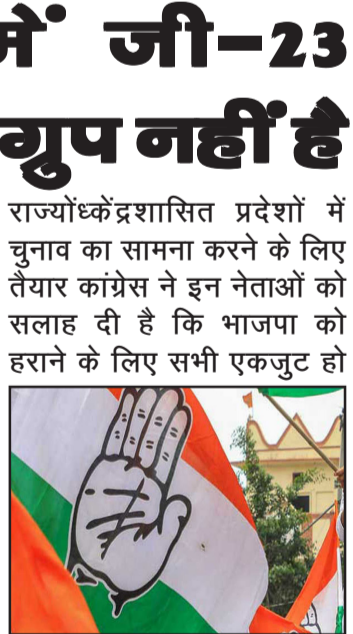 में जी-23
ग्रुप नहीं है
राज्योंध्केंद्रशासित प्रदेशों में
चुनाव का सामना करने के लिए
तैयार कांग्रेस ने इन नेताओं को
सलाह दी है कि भाजपा को
हराने के लिए सभी एकजुट हो